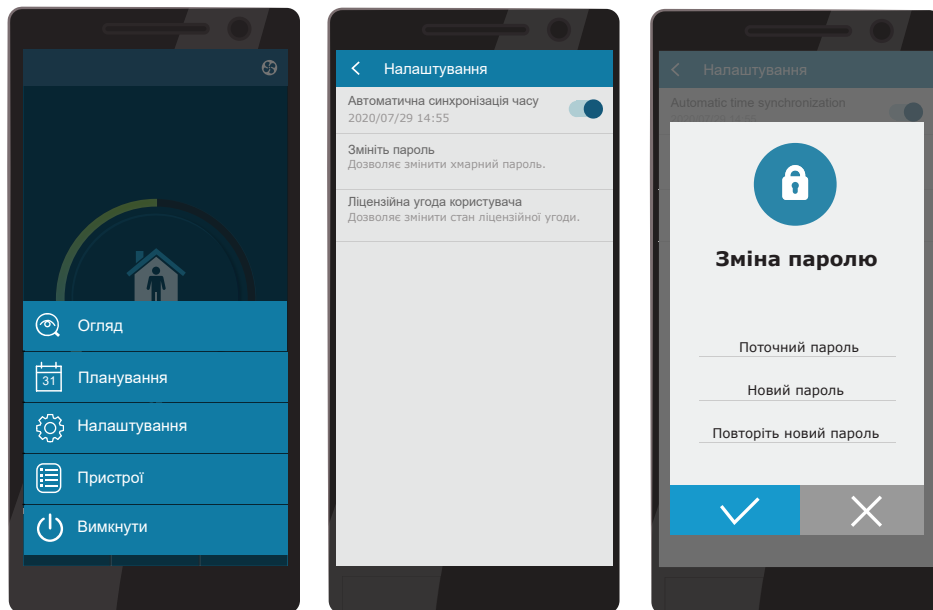 Огляд
31
Планування
Налаштування
Пристрої
Вимкнути
Налаштування
Автоматична синхронізація часу
2020/07/29 14:55
Змініть пароль
Дозволяє змінити хмарний пароль.
Ліцензійна угода користувача
Дозволяє змінити стан ліцензійної угоди.
Налаштування
Automatic time synchronization
Зміна паролю
Поточний пароль
Новий пароль
Повторіть новий пароль